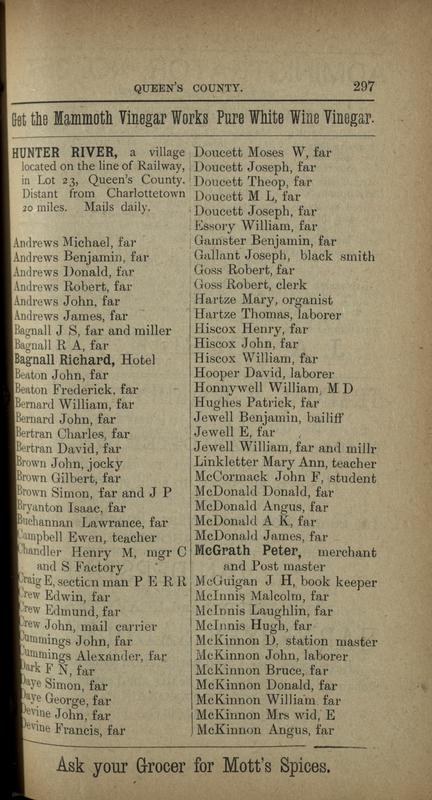 QUEEN'S COUNTY. 297
Get the Mammoth Vinegar Works Pure White Wine Vinegar.
HUNTER RIVER, a village
located on the line of Railway,
in Lot 23, Queen's County.
Distant from Charlottetown
20 miles. Mails daily.
Andrews Michael, far
Andrews Benjamin, far
Andrews Donald, far
Andrews Robert, far
Andrews John, far
Andrews James, far
Bagnall J S, far and miller
Bagnall R A, far
Bagnall Richard, Hotel
Beaton John, far
Beaton Frederick, far
Bernard William, far
Bernard John, far
Bertran Charles, far
Bertran David, far
Brown John, jocky
Brown Gilbert, far
Brown Simon, far and J P
Bryanton Isaac, far
Buchannan Lawrance, far
Campbell Ewen, teacher
Chandler Henry M, mgr C
and S Factory
Craig E, section man P E R R
Crew Edwin, far
Crew Edmund, far
Crew John, mail carrier
Cummings John, far
Cummings Alexander, far
Dark F N, far
Daye Simon, far
Daye George, far
Devine John, far
Devine Francis, far
Doucett Moses W, far
Doucett Joseph, far
Doucett Theop, far
Doucett M L, far
Doucett Joseph, far
Essory William, far
Gamster Benjamin, far
Gallant Joseph, black smith
Goss Robert, far
Goss Robert, clerk
Hartze Mary, organist
Hartze Thomas, laborer
Hiscox Henry, far
Hiscox John, far
Hiscox William, far
Hooper David, laborer
Honnywell William, M D
Hughes Patrick, far
Jewell Benjamin, bailiff
Jewell E, far
Jewell William, far and millr
Linkletter Mary Ann, teacher
McCormack John F, student
McDonald Donald, far
McDonald Angus, far
McDonald A K, far
McDonald James, far
McGrath Peter, merchant
and Post master
McGuigan J H, book keeper
McInnis Malcolm, far
McInnis Laughlin, far
McInnis Hugh, far
McKinnon D, station master
McKinnon John, laborer
McKinnon Bruce, far
McKinnon Donald, far
McKinnon William far
McKinnon Mrs wid, E
McKinnon Angus, far
Ask your Grocer for Mott's Spices.